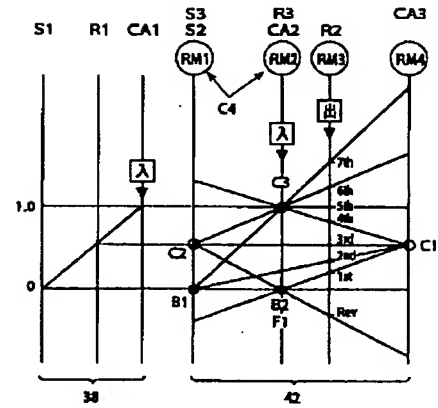 S3 R3 CA3
S1 R1 CA1 S2 CA2 R2
RM1 RM2 RM3 RM4
C4
入 入 出
7th
6th
1.0 C3 5th
4th
C2 3rd C1
2nd
0 B1 B2 1st
F1 Rev
38 42